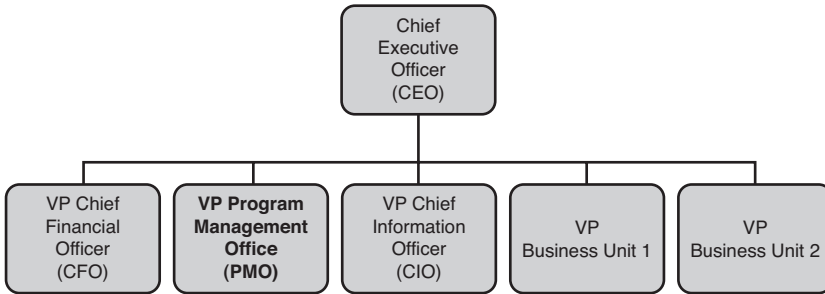 Chief
Executive
Officer
(CEO)
VP Chief
Financial
Officer
(CFO)
VP Program
Management
Office
(PMO)
VP Chief
Information
Officer
(CIO)
VP
Business Unit 1
VP
Business Unit 2